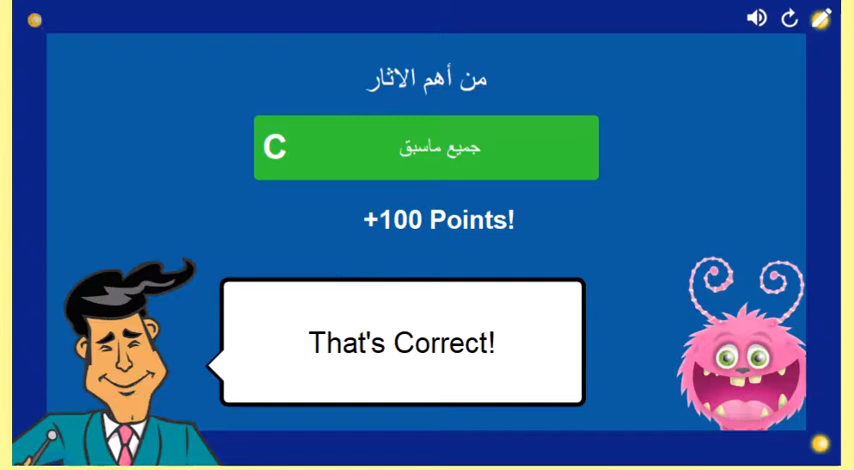 من أهم الاثار
C جميع ماسبق
+100 Points!
That's Correct!